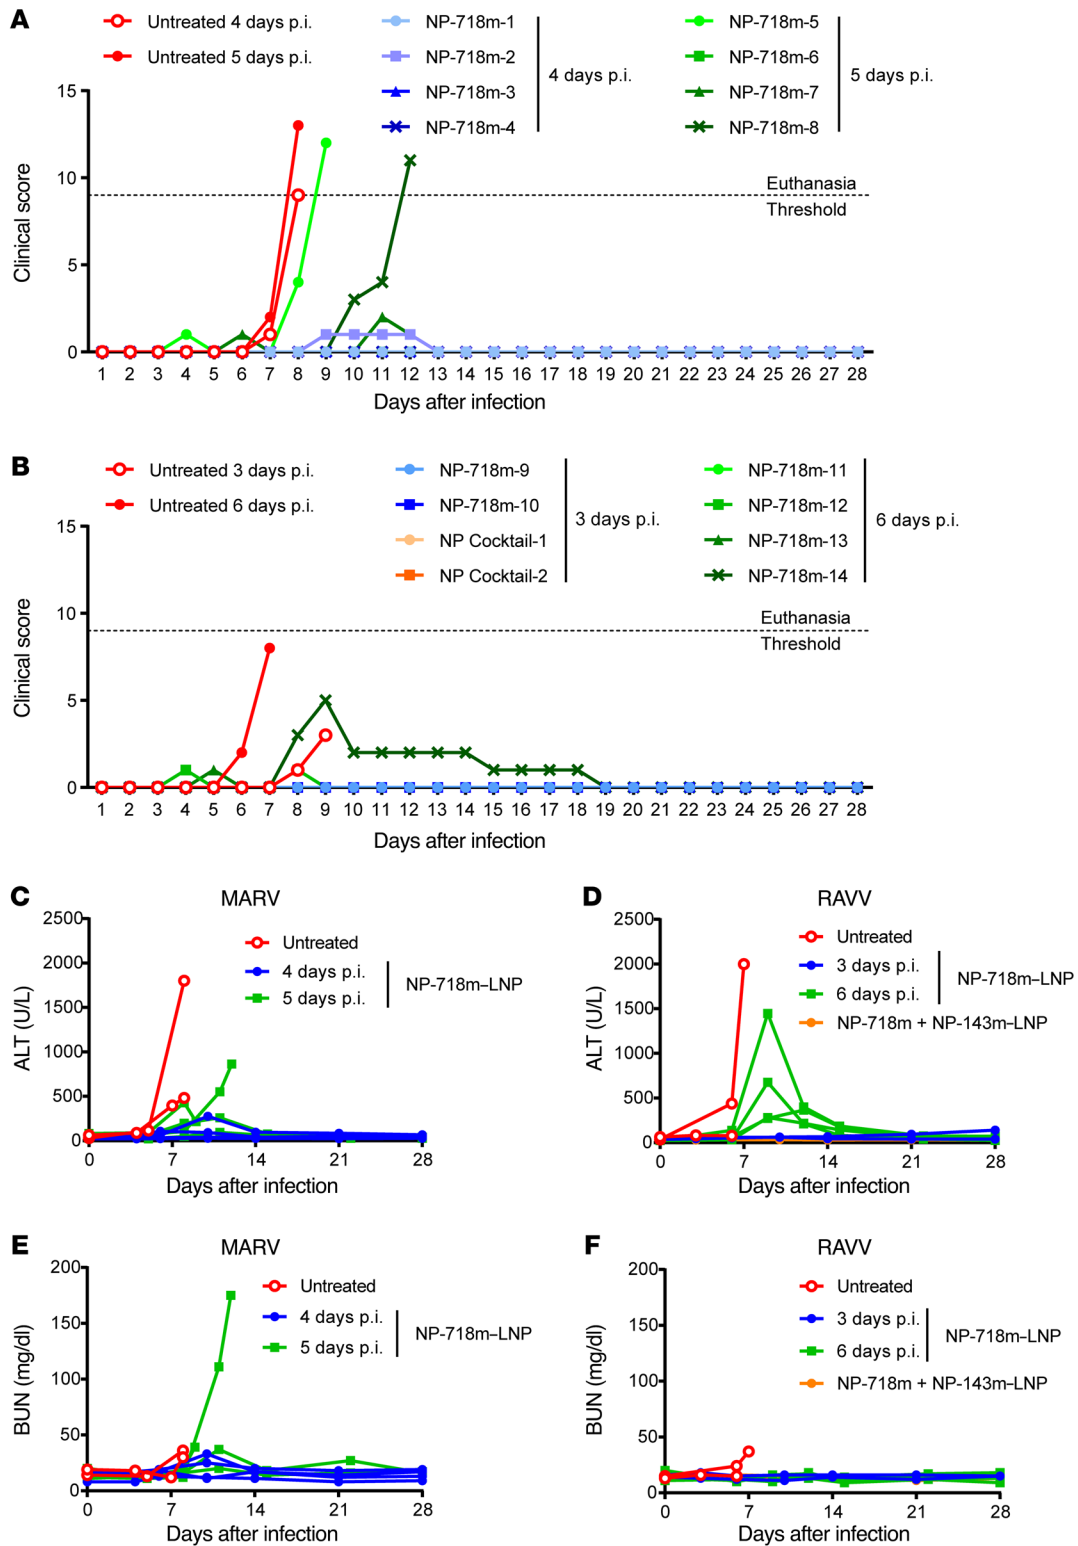 A
Untreated 4 days p.i.
Untreated 5 days p.i.
NP-718m-1
NP-718m-2
NP-718m-3
NP-718m-4
4 days p.i.
NP-718m-5
NP-718m-6
NP-718m-7
NP-718m-8
5 days p.i.
Clinical score
15
10
5
0
Euthanasia
Threshold
1 2 3 4 5 6 7 8 9 10 11 12 13 14 15 16 17 18 19 20 21 22 23 24 25 26 27 28
Days after infection
B
Untreated 3 days p.i.
Untreated 6 days p.i.
NP-718m-9
NP-718m-10
NP Cocktail-1
NP Cocktail-2
3 days p.i.
NP-718m-11
NP-718m-12
NP-718m-13
NP-718m-14
6 days p.i.
Clinical score
15
10
5
0
Euthanasia
Threshold
1 2 3 4 5 6 7 8 9 10 11 12 13 14 15 16 17 18 19 20 21 22 23 24 25 26 27 28
Days after infection
C
MARV
ALT (U/L)
2500
2000
1500
1000
500
0
Untreated
4 days p.i.
5 days p.i.
NP-718m–LNP
0 7 14 21 28
Days after infection
D
RAVV
ALT (U/L)
2500
2000
1500
1000
500
0
Untreated
3 days p.i.
6 days p.i.
NP-718m–LNP
NP-718m + NP-143m–LNP
0 7 14 21 28
Days after infection
E
MARV
BUN (mg/dl)
200
150
100
50
0
Untreated
4 days p.i.
5 days p.i.
NP-718m–LNP
0 7 14 21 28
Days after infection
F
RAVV
BUN (mg/dl)
200
150
100
50
0
Untreated
3 days p.i.
6 days p.i.
NP-718m–LNP
NP-718m + NP-143m–LNP
0 7 14 21 28
Days after infection